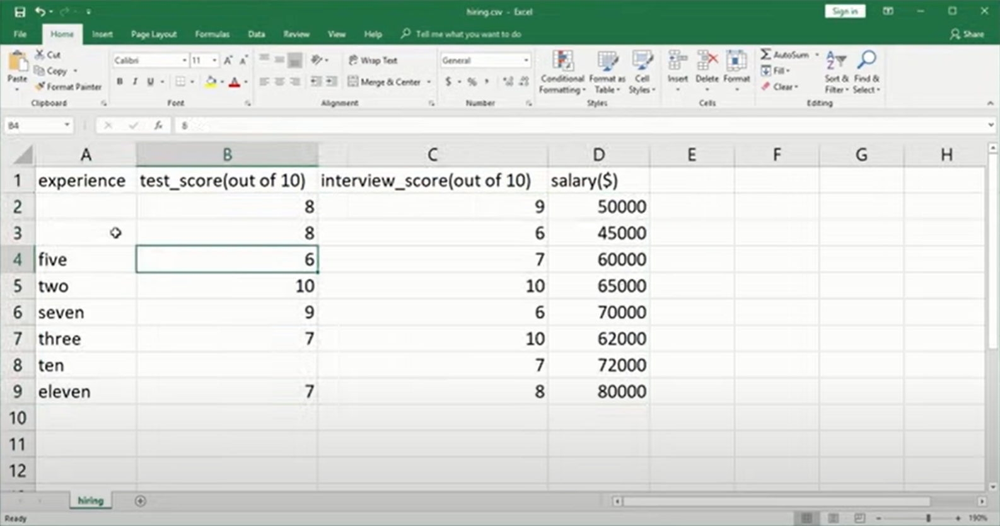 hiring.csv - Excel
Sign in
File Home Insert Page Layout Formulas Data Review View Help Tell me what you want to do Share
Cut
Copy
Format Painter
Paste
Clipboard
Calibri 11
B I U
Font
Wrap Text
Merge & Center
Alignment
General
$ % ,
Number
Conditional Formatting
Format as Table
Cell Styles
Styles
Insert Delete Format
Cells
AutoSum
Fill
Clear
Sort & Filter
Find & Select
Editing
B4 fx
A B C D E F G H
1 experience test_score(out of 10) interview_score(out of 10) salary($)
2 8 9 50000
3 8 6 45000
4 five 6 7 60000
5 two 10 10 65000
6 seven 9 6 70000
7 three 7 10 62000
8 ten 7 72000
9 eleven 7 8 80000
10
11
12
hiring
Ready 190%